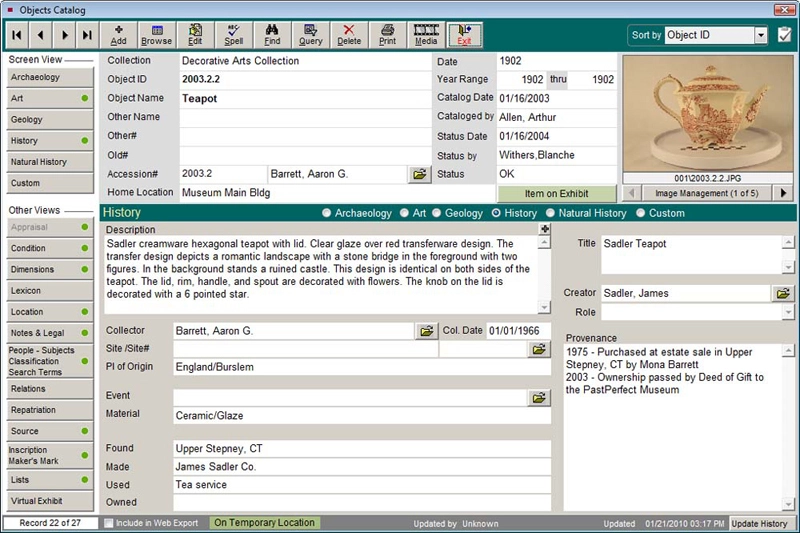 Objects Catalog
Add Browse Edit Spell Find Query Delete Print Media Exit
Sort by Object ID
Screen View
Archaeology
Art
Geology
History
Natural History
Custom
Other Views
Appraisal
Condition
Dimensions
Lexicon
Location
Notes & Legal
People - Subjects
Classification
Search Terms
Relations
Repatriation
Source
Inscription
Maker's Mark
Lists
Virtual Exhibit
Collection Decorative Arts Collection
Object ID 2003.2.2
Object Name Teapot
Other Name
Other#
Old#
Accession# 2003.2 Barrett, Aaron G.
Home Location Museum Main Bldg
Date 1902
Year Range 1902 thru 1902
Catalog Date 01/16/2003
Cataloged by Allen, Arthur
Status Date 01/16/2004
Status by Withers,Blanche
Status OK
Item on Exhibit
001\2003.2.2.JPG
Image Management (1 of 5)
History Archaeology Art Geology History Natural History Custom
Description
Sadler creamware hexagonal teapot with lid. Clear glaze over red transferware design. The
transfer design depicts a romantic landscape with a stone bridge in the foreground with two
figures. In the background stands a ruined castle. This design is identical on both sides of the
teapot. The lid, rim, handle, and spout are decorated with flowers. The knob on the lid is
decorated with a 6 pointed star.
Title Sadler Teapot
Creator Sadler, James
Role
Collector Barrett, Aaron G. Col. Date 01/01/1966
Site /Site#
Pl of Origin England/Burslem
Event
Material Ceramic/Glaze
Found Upper Stepney, CT
Made James Sadler Co.
Used Tea service
Owned
Provenance
1975 - Purchased at estate sale in Upper
Stepney, CT by Mona Barrett
2003 - Ownership passed by Deed of Gift to
the PastPerfect Museum
Record 22 of 27 Include in Web Export On Temporary Location Updated by Unknown Updated 01/21/2010 03:17 PM Update History